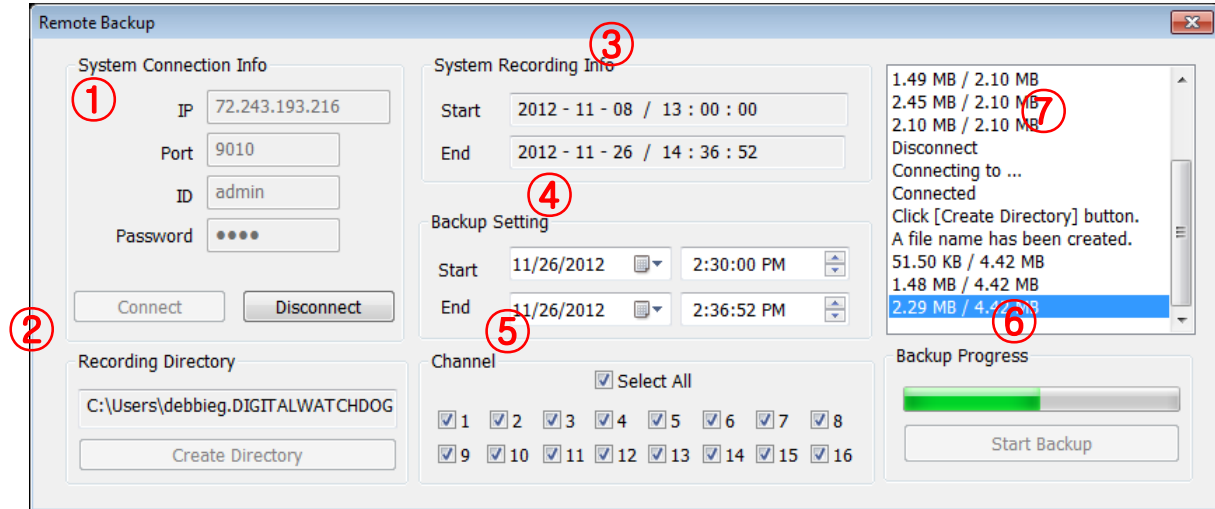 Remote Backup
①
System Connection Info
IP 72.243.193.216
Port 9010
ID admin
Password ●●●●
Connect Disconnect
②
Recording Directory
C:\Users\debbieg.DIGITALWATCHDOG
Create Directory
③
System Recording Info
Start 2012 - 11 - 08 / 13 : 00 : 00
End 2012 - 11 - 26 / 14 : 36 : 52
④
Backup Setting
Start 11/26/2012 2:30:00 PM
End 11/26/2012 2:36:52 PM
⑤
Channel
Select All
1 2 3 4 5 6 7 8
9 10 11 12 13 14 15 16
⑦
1.49 MB / 2.10 MB
2.45 MB / 2.10 MB
2.10 MB / 2.10 MB
Disconnect
Connecting to ...
Connected
Click [Create Directory] button.
A file name has been created.
51.50 KB / 4.42 MB
1.48 MB / 4.42 MB
2.29 MB / 4.42 MB
⑥
Backup Progress
Start Backup